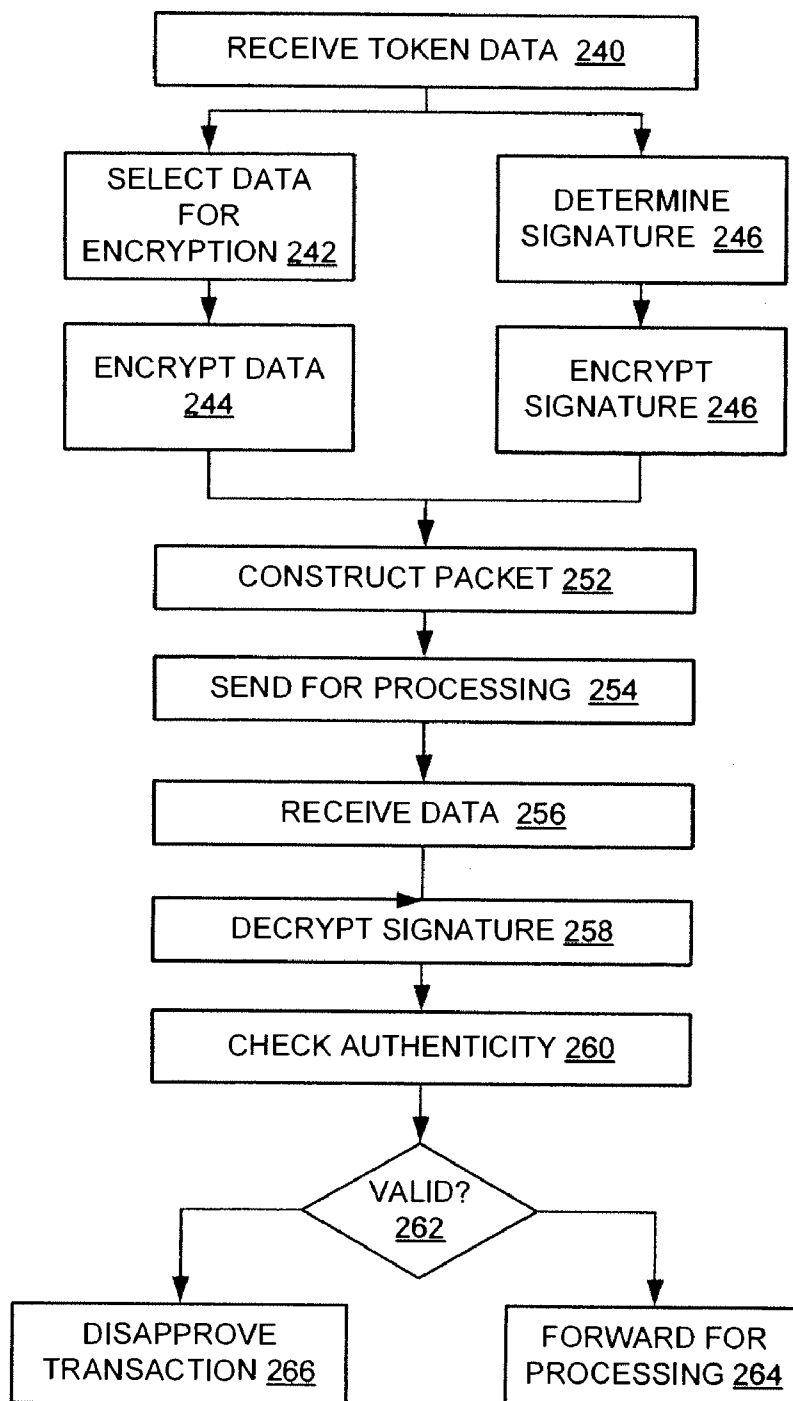 RECEIVE TOKEN DATA 240
SELECT DATA
FOR
ENCRYPTION 242
DETERMINE
SIGNATURE 246
ENCRYPT DATA
244
ENCRYPT
SIGNATURE 246
CONSTRUCT PACKET 252
SEND FOR PROCESSING 254
RECEIVE DATA 256
DECRYPT SIGNATURE 258
CHECK AUTHENTICITY 260
VALID?
262
DISAPPROVE
TRANSACTION 266
FORWARD FOR
PROCESSING 264